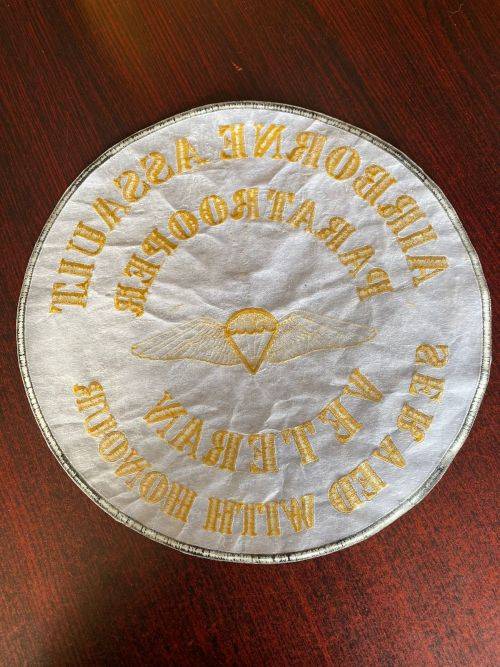 AIRBORNE ASSAULT
PARATROOPER
VETERAN
SERVED WITH HONOUR